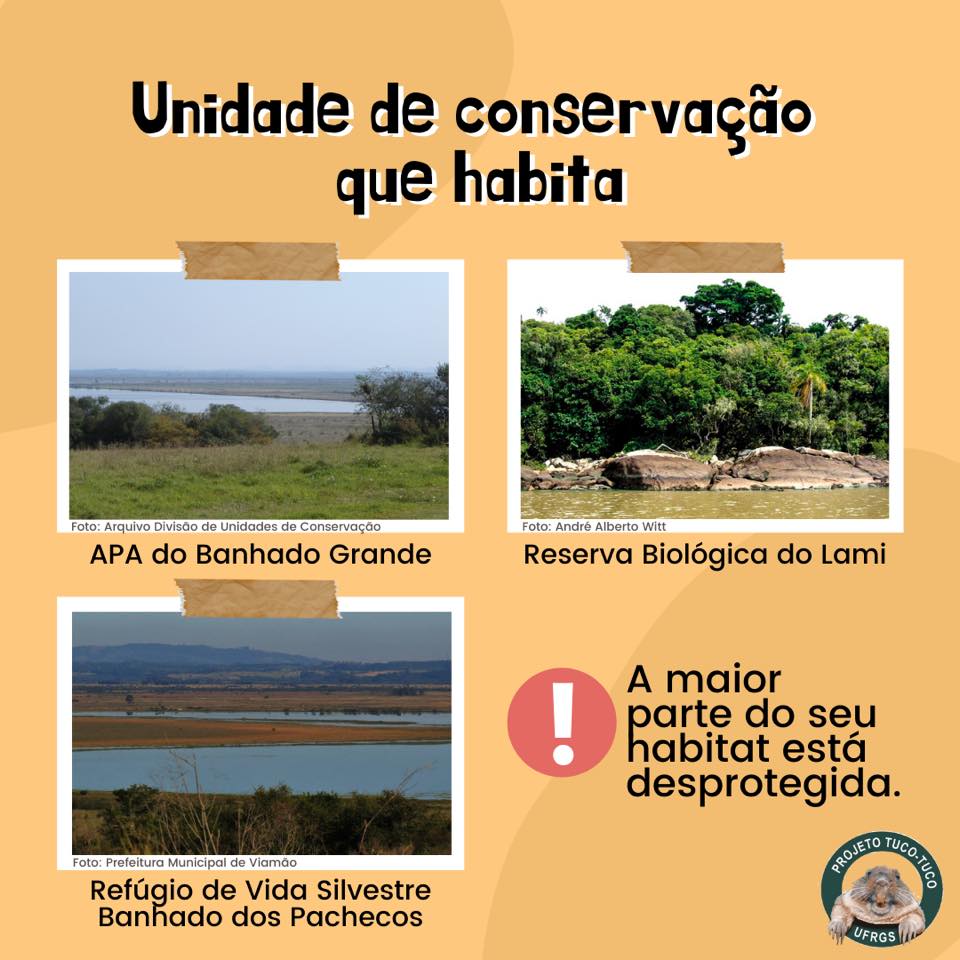 Unidade de conservação
que habita
Foto: Arquivo Divisão de Unidades de Conservação
APA do Banhado Grande
Foto: André Alberto Witt
Reserva Biológica do Lami
Foto: Prefeitura Municipal de Viamão
Refúgio de Vida Silvestre
Banhado dos Pachecos
!
A maior
parte do seu
habitat está
desprotegida.
PROJETO TUCO-TUCO
UFRGS